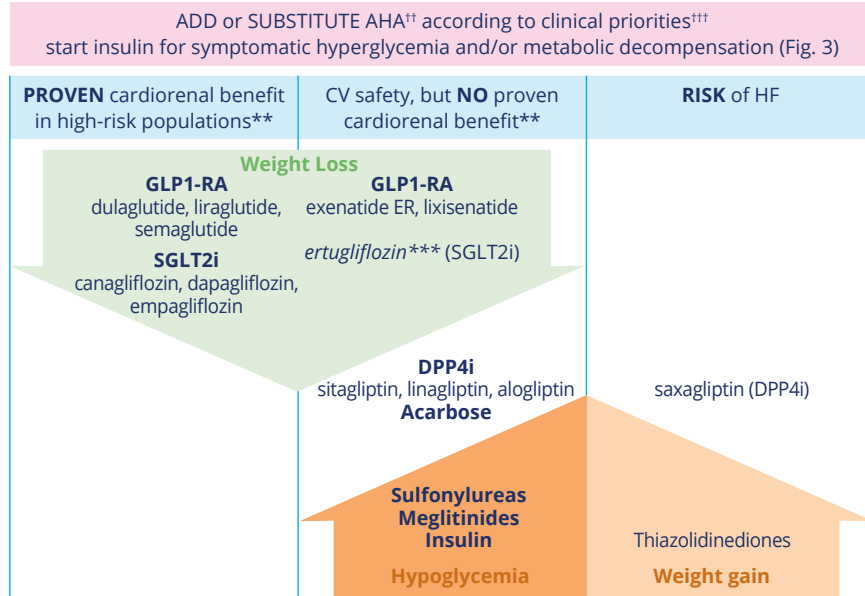 ADD or SUBSTITUTE AHA†† according to clinical priorities†††
start insulin for symptomatic hyperglycemia and/or metabolic decompensation (Fig. 3)
PROVEN cardiorenal benefit
in high-risk populations**
CV safety, but NO proven
cardiorenal benefit**
RISK of HF
Weight Loss
GLP1-RA
dulaglutide, liraglutide,
semaglutide
SGLT2i
canagliflozin, dapagliflozin,
empagliflozin
GLP1-RA
exenatide ER, lixisenatide
ertugliflozin*** (SGLT2i)
DPP4i
sitagliptin, linagliptin, alogliptin
Acarbose
saxagliptin (DPP4i)
Sulfonylureas
Meglitinides
Insulin
Hypoglycemia
Thiazolidinediones
Weight gain